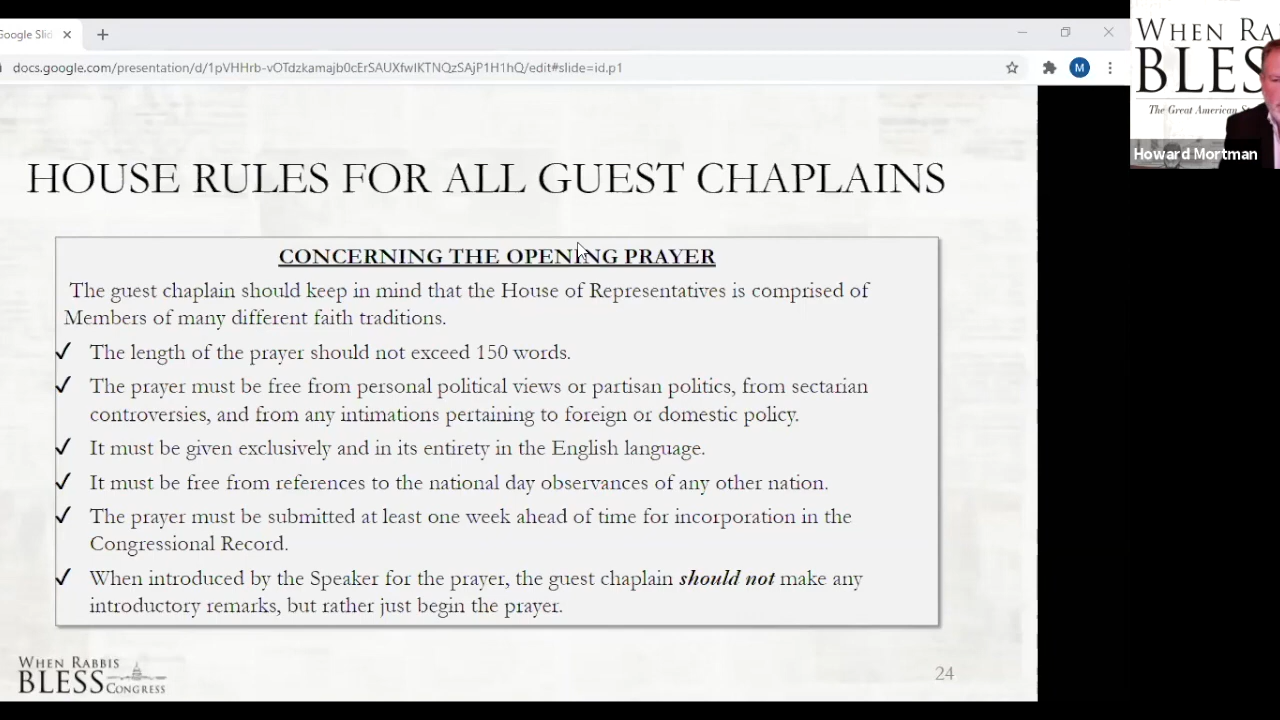 Google Slid
docs.google.com/presentation/d/1pVHHrb-vOTdzkamajb0cErSAUXfwIKTNQzSAjP1H1hQ/edit#slide=id.p1
M
WHEN RAB
BLES
The Great American St
Howard Mortman
HOUSE RULES FOR ALL GUEST CHAPLAINS
CONCERNING THE OPENING PRAYER
The guest chaplain should keep in mind that the House of Representatives is comprised of
Members of many different faith traditions.
✓ The length of the prayer should not exceed 150 words.
✓ The prayer must be free from personal political views or partisan politics, from sectarian
controversies, and from any intimations pertaining to foreign or domestic policy.
✓ It must be given exclusively and in its entirety in the English language.
✓ It must be free from references to the national day observances of any other nation.
✓ The prayer must be submitted at least one week ahead of time for incorporation in the
Congressional Record.
✓ When introduced by the Speaker for the prayer, the guest chaplain should not make any
introductory remarks, but rather just begin the prayer.
WHEN RABBIS
BLESS CONGRESS
24